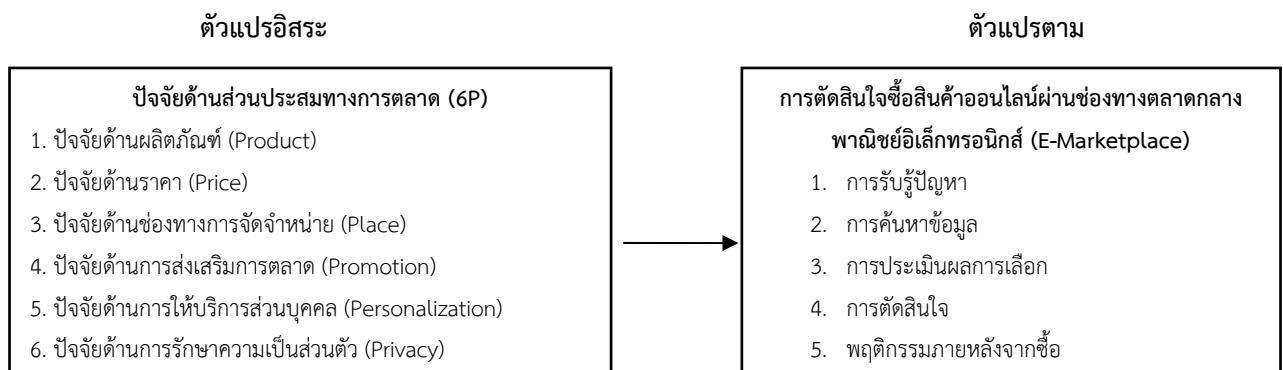 ตัวแปรอิสระ
ตัวแปรตาม
ปัจจัยด้านส่วนประสมทางการตลาด (6P)
1. ปัจจัยด้านผลิตภัณฑ์ (Product)
2. ปัจจัยด้านราคา (Price)
3. ปัจจัยด้านช่องทางการจัดจำหน่าย (Place)
4. ปัจจัยด้านการส่งเสริมการตลาด (Promotion)
5. ปัจจัยด้านการให้บริการส่วนบุคคล (Personalization)
6. ปัจจัยด้านการรักษาความเป็นส่วนตัว (Privacy)
การตัดสินใจซื้อสินค้าออนไลน์ผ่านช่องทางตลาดกลาง
พาณิชย์อิเล็กทรอนิกส์ (E-Marketplace)
1. การรับรู้ปัญหา
2. การค้นหาข้อมูล
3. การประเมินผลการเลือก
4. การตัดสินใจ
5. พฤติกรรมภายหลังจากซื้อ